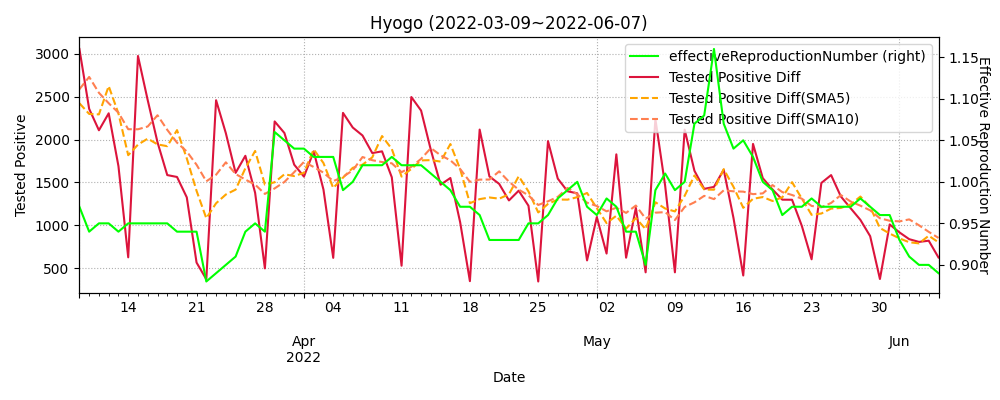 Hyogo (2022-03-09~2022-06-07)
effectiveReproductionNumber (right)
Tested Positive Diff
Tested Positive Diff(SMA5)
Tested Positive Diff(SMA10)
Tested Positive
3000
2500
2000
1500
1000
500
1.15
1.10
1.05
1.00
0.95
0.90
Effective Reproduction Number
14 21 28 04 11 18 25 02 09 16 23 30
Apr May Jun
2022
Date